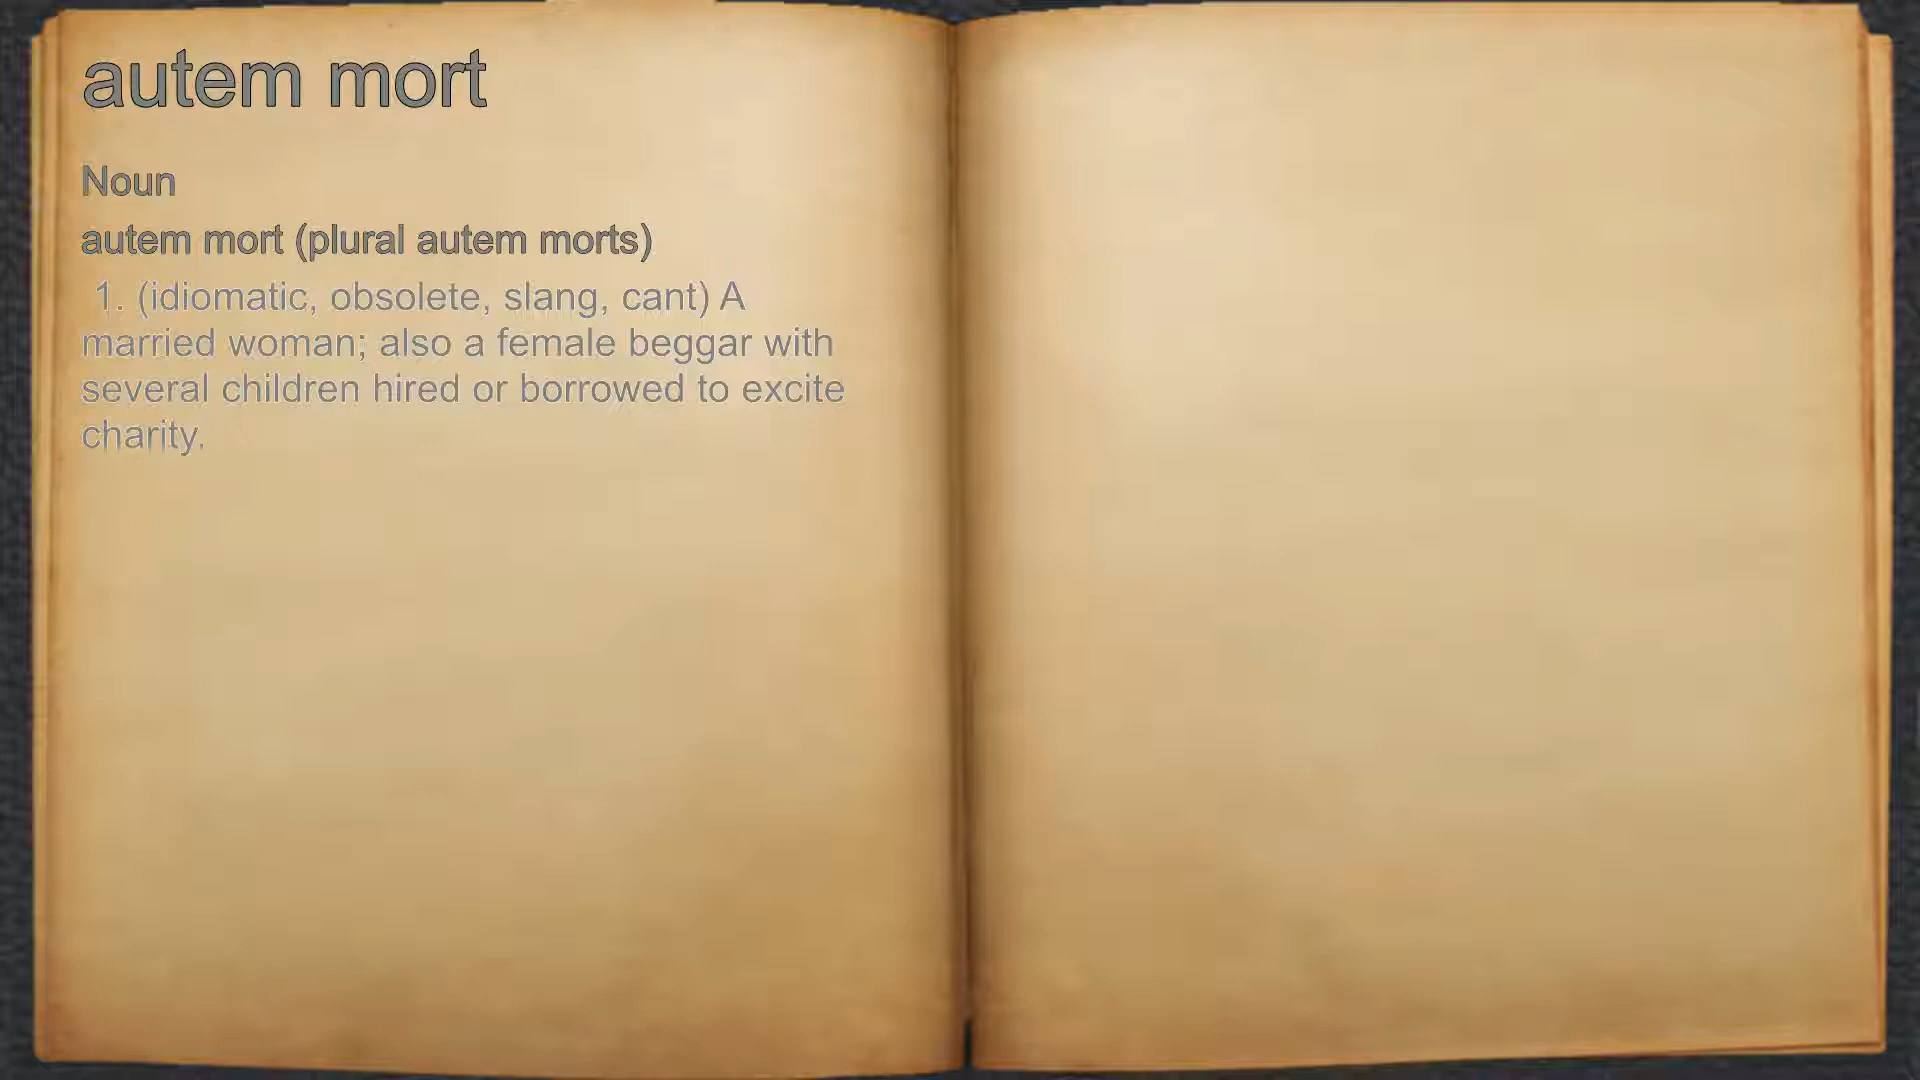 autem mort
Noun
autem mort (plural autem morts)
1. (idiomatic, obsolete, slang, cant) A
married woman; also a female beggar with
several children hired or borrowed to excite
charity.